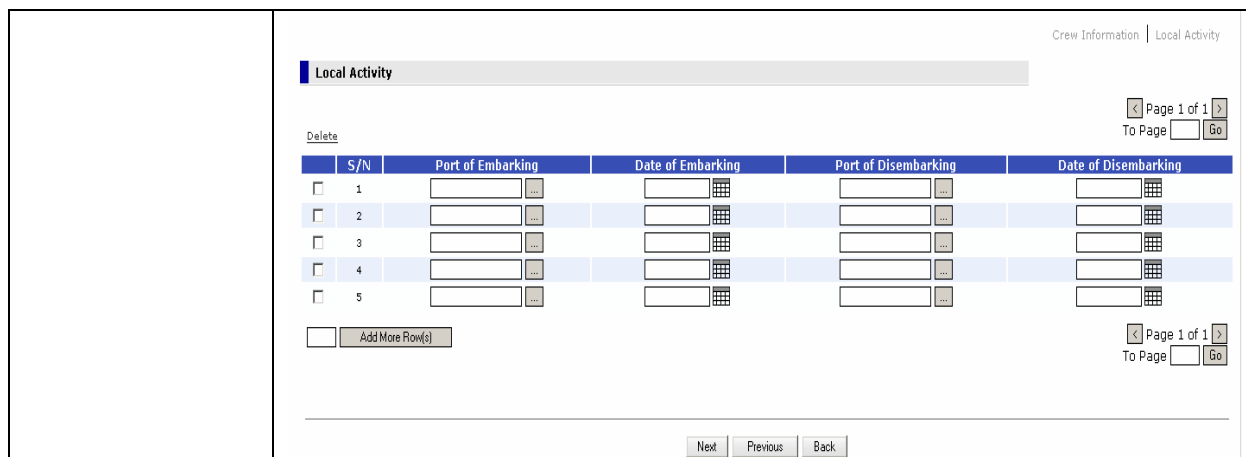 Crew Information | Local Activity
Local Activity
< Page 1 of 1 >
Delete
To Page Go
S/N Port of Embarking Date of Embarking Port of Disembarking Date of Disembarking
1 ... ...
2 ... ...
3 ... ...
4 ... ...
5 ... ...
Add More Row(s)
< Page 1 of 1 >
To Page Go
Next Previous Back